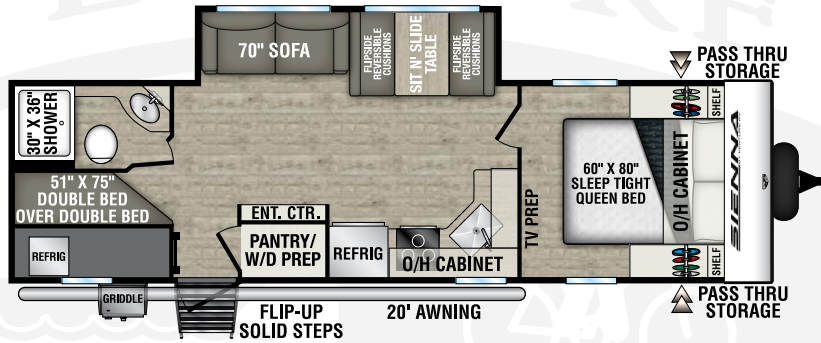 70" SOFA
FLIPSIDE
REVERSIBLE
CUSHIONS
SIT N' SLIDE
TABLE
FLIPSIDE
REVERSIBLE
CUSHIONS
PASS THRU
STORAGE
30" X 36"
SHOWER
SHELF
51" X 75"
DOUBLE BED
OVER DOUBLE BED
60" X 80"
SLEEP TIGHT
QUEEN BED
O/H CABINET
SIENNA
TV PREP
ENT. CTR.
PANTRY/
W/D PREP
REFRIG
O/H CABINET
REFRIG
SHELF
GRIDDLE
FLIP-UP
SOLID STEPS
20' AWNING
PASS THRU
STORAGE